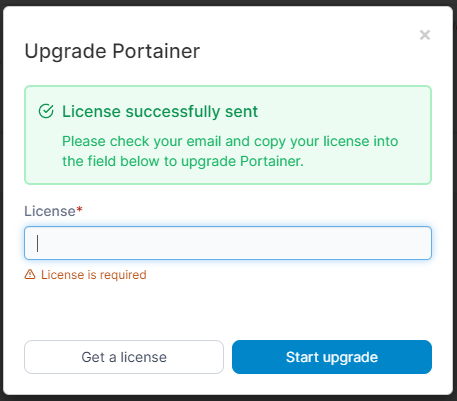 Upgrade Portainer
License successfully sent
Please check your email and copy your license into
the field below to upgrade Portainer.
License*
License is required
Get a license
Start upgrade